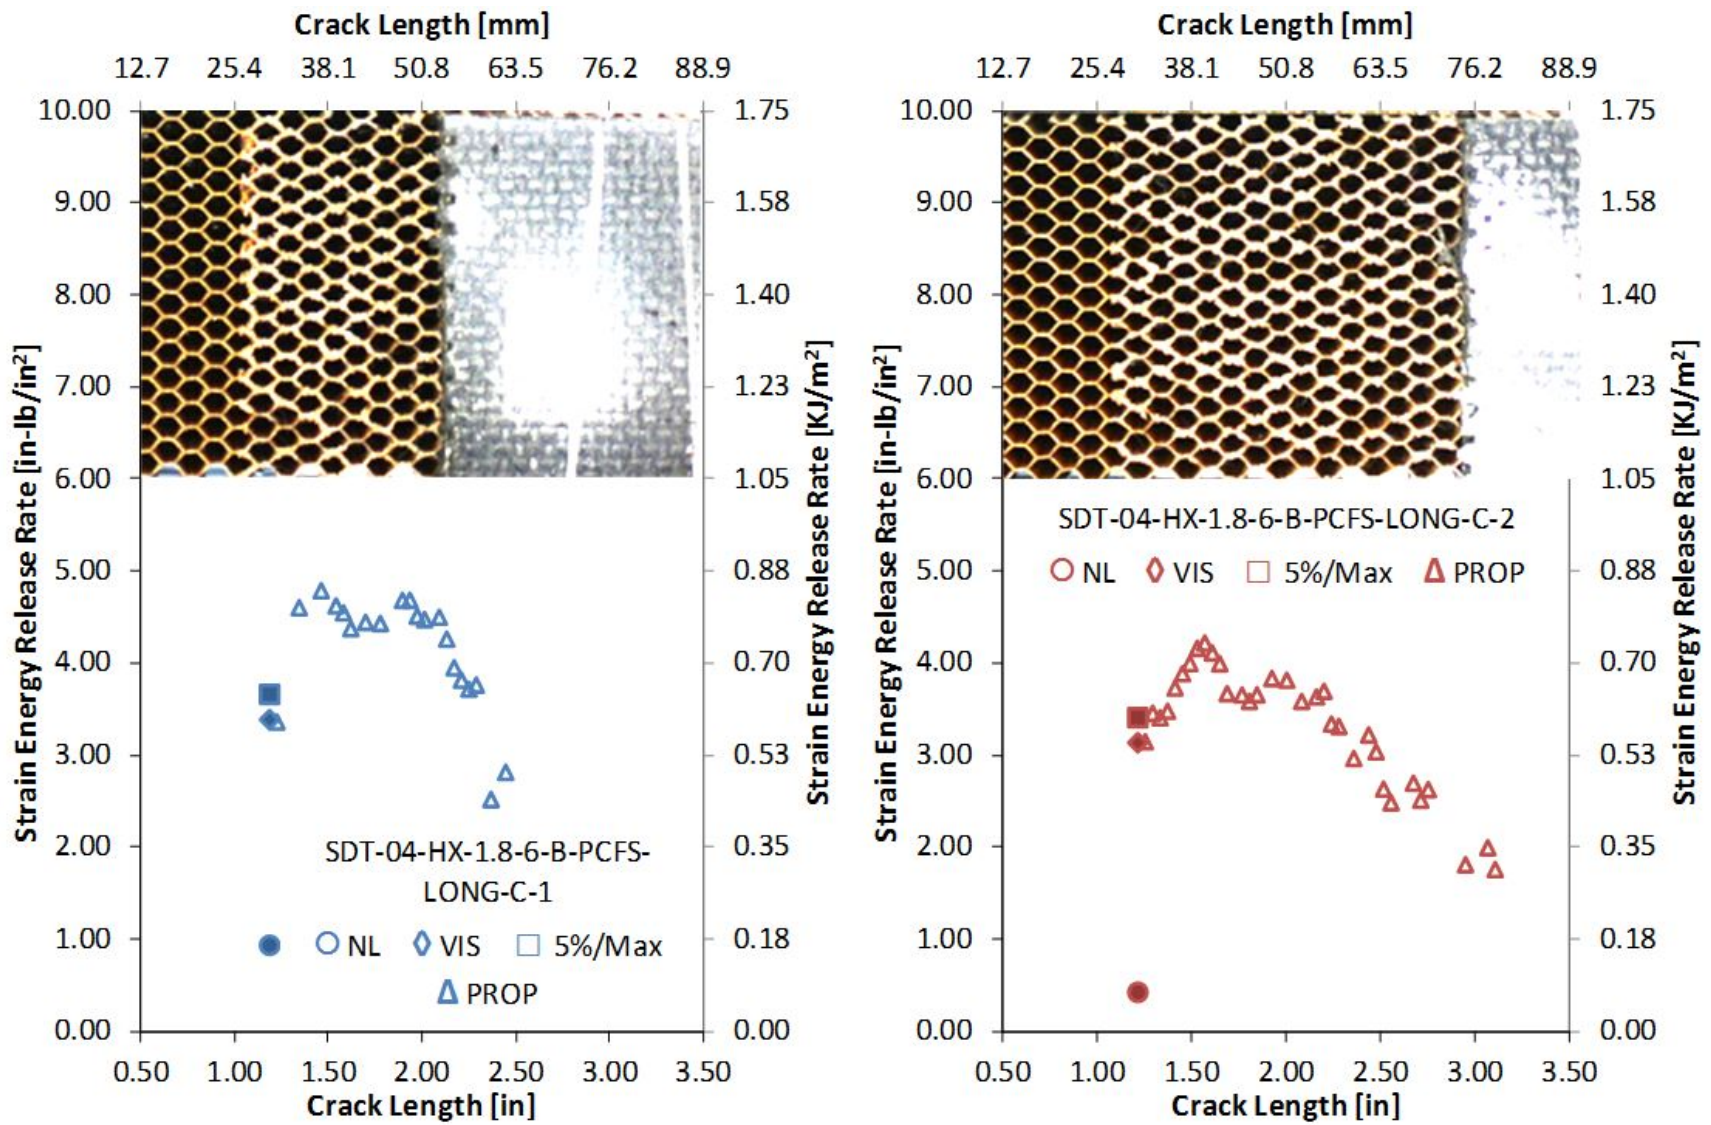 Crack Length [mm]
12.7 25.4 38.1 50.8 63.5 76.2 88.9
10.00
9.00
8.00
7.00
6.00
5.00
4.00
3.00
2.00
1.00
0.00
Strain Energy Release Rate [in-lb/in²]
1.75
1.58
1.40
1.23
1.05
0.88
0.70
0.53
0.35
0.18
0.00
Strain Energy Release Rate [KJ/m²]
SDT-04-HX-1.8-6-B-PCFS-
LONG-C-1
NL VIS 5%/Max
PROP
0.50 1.00 1.50 2.00 2.50 3.00 3.50
Crack Length [in]
Crack Length [mm]
12.7 25.4 38.1 50.8 63.5 76.2 88.9
10.00
9.00
8.00
7.00
6.00
5.00
4.00
3.00
2.00
1.00
0.00
Strain Energy Release Rate [in-lb/in²]
1.75
1.58
1.40
1.23
1.05
0.88
0.70
0.53
0.35
0.18
0.00
Strain Energy Release Rate [KJ/m²]
SDT-04-HX-1.8-6-B-PCFS-LONG-C-2
NL VIS 5%/Max PROP
0.50 1.00 1.50 2.00 2.50 3.00 3.50
Crack Length [in]